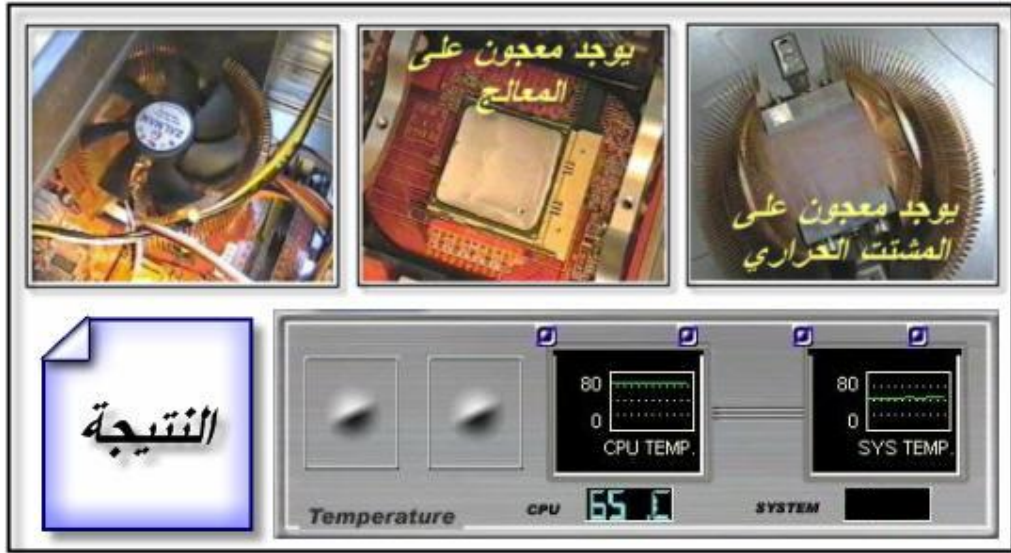 ZALMAN
يوجد معجون على
المعالج
يوجد معجون على
المشتت الحراري
النتيجة
80
0
CPU TEMP.
80
0
SYS TEMP.
Temperature
CPU
65 .C
SYSTEM